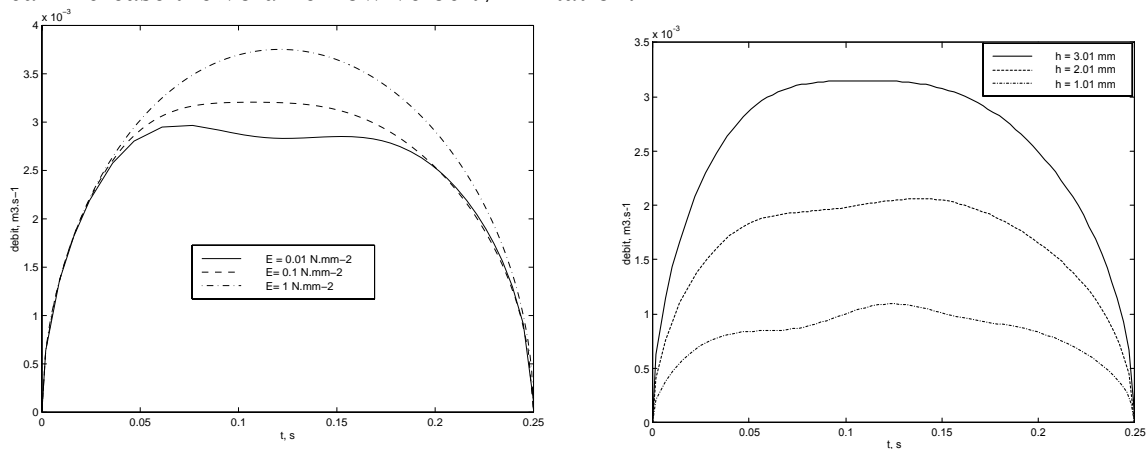 x 10−3
4
3.5
3
2.5
2
1.5
1
0.5
0
debit, m3.s−1
E = 0.01 N.mm−2
E= 0.1 N.mm−2
E= 1 N.mm−2
0 0.05 0.1 0.15 0.2 0.25
t, s
x 10-3
3.5
3
2.5
2
1.5
1
0.5
0
debit, m3.s-1
h = 3.01 mm
h = 2.01 mm
h = 1.01 mm
0 0.05 0.1 0.15 0.2 0.25
t, s